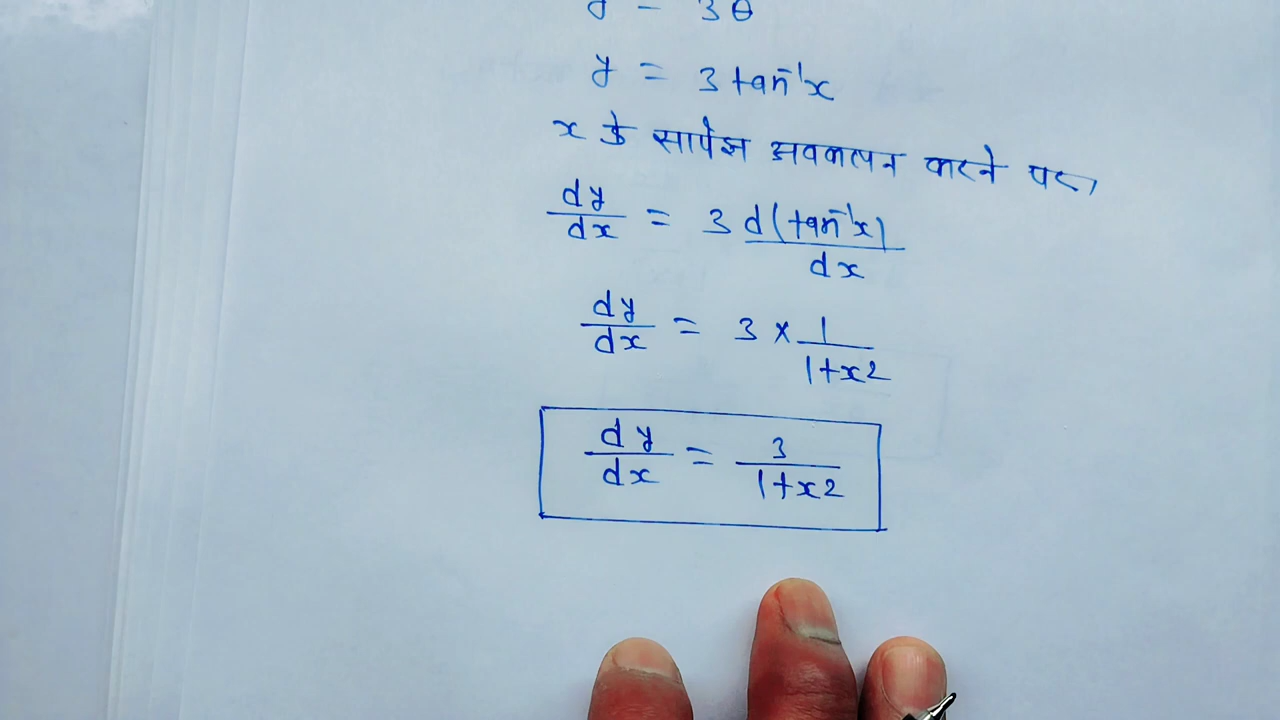 y = 3θ
y = 3 tan⁻¹x
x के सापेक्ष अवकलन करने पर,
dy/dx = 3 d(tan⁻¹x)/dx
dy/dx = 3 × 1/1+x2
dy/dx = 3/1+x2